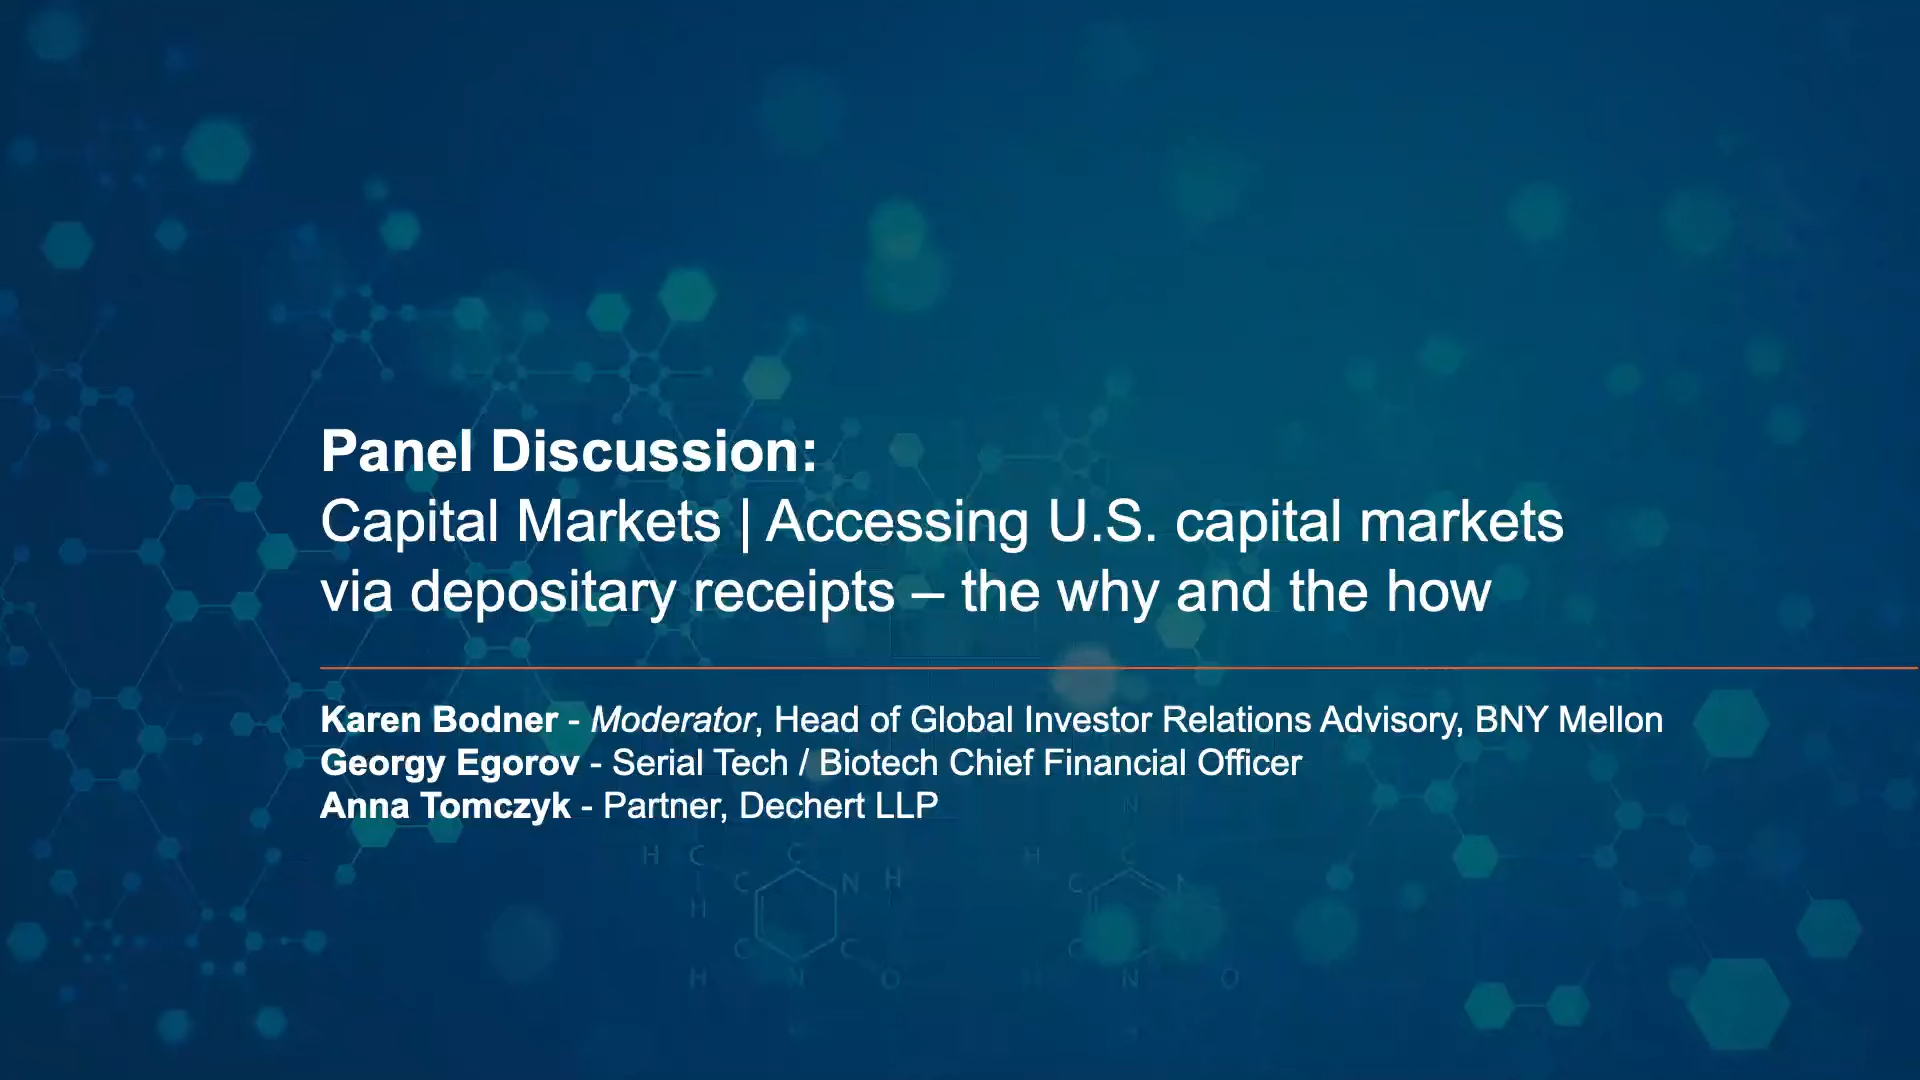 Panel Discussion:
Capital Markets | Accessing U.S. capital markets
via depositary receipts – the why and the how
Karen Bodner - Moderator, Head of Global Investor Relations Advisory, BNY Mellon
Georgy Egorov - Serial Tech / Biotech Chief Financial Officer
Anna Tomczyk - Partner, Dechert LLP
N
H C C H C
C N H C
H
C C C
H N O N O